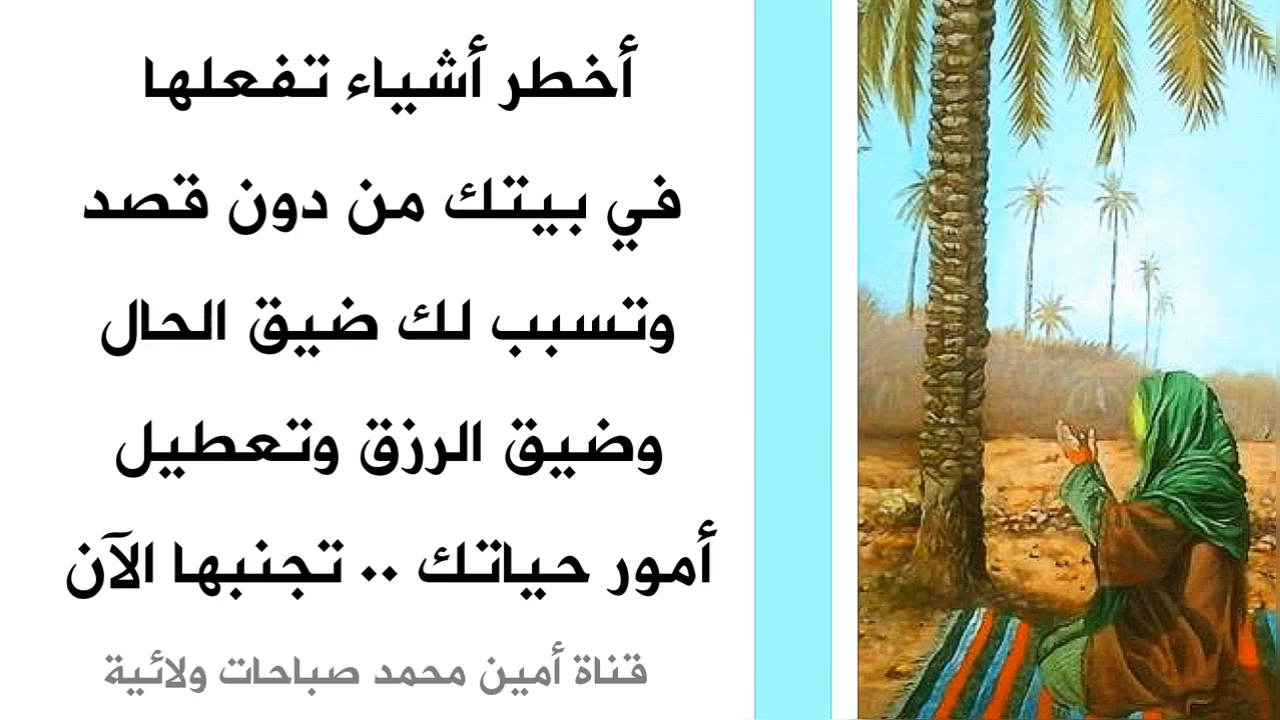 أخطر أشياء تفعلها
في بيتك من دون قصد
وتسبب لك ضيق الحال
وضيق الرزق وتعطيل
أمور حياتك .. تجنبها الآن
قناة أمين محمد صباحات ولائية